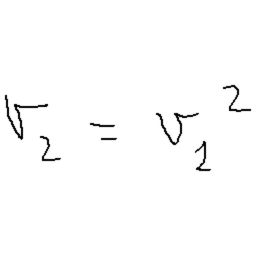 v₂ = v₁²